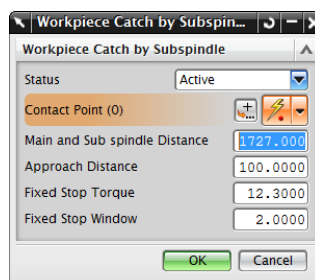 Workpiece Catch by Subspin...
Workpiece Catch by Subspindle
Status Active
Contact Point (0)
Main and Sub spindle Distance 1727.000
Approach Distance 100.0000
Fixed Stop Torque 12.3000
Fixed Stop Window 2.0000
OK Cancel